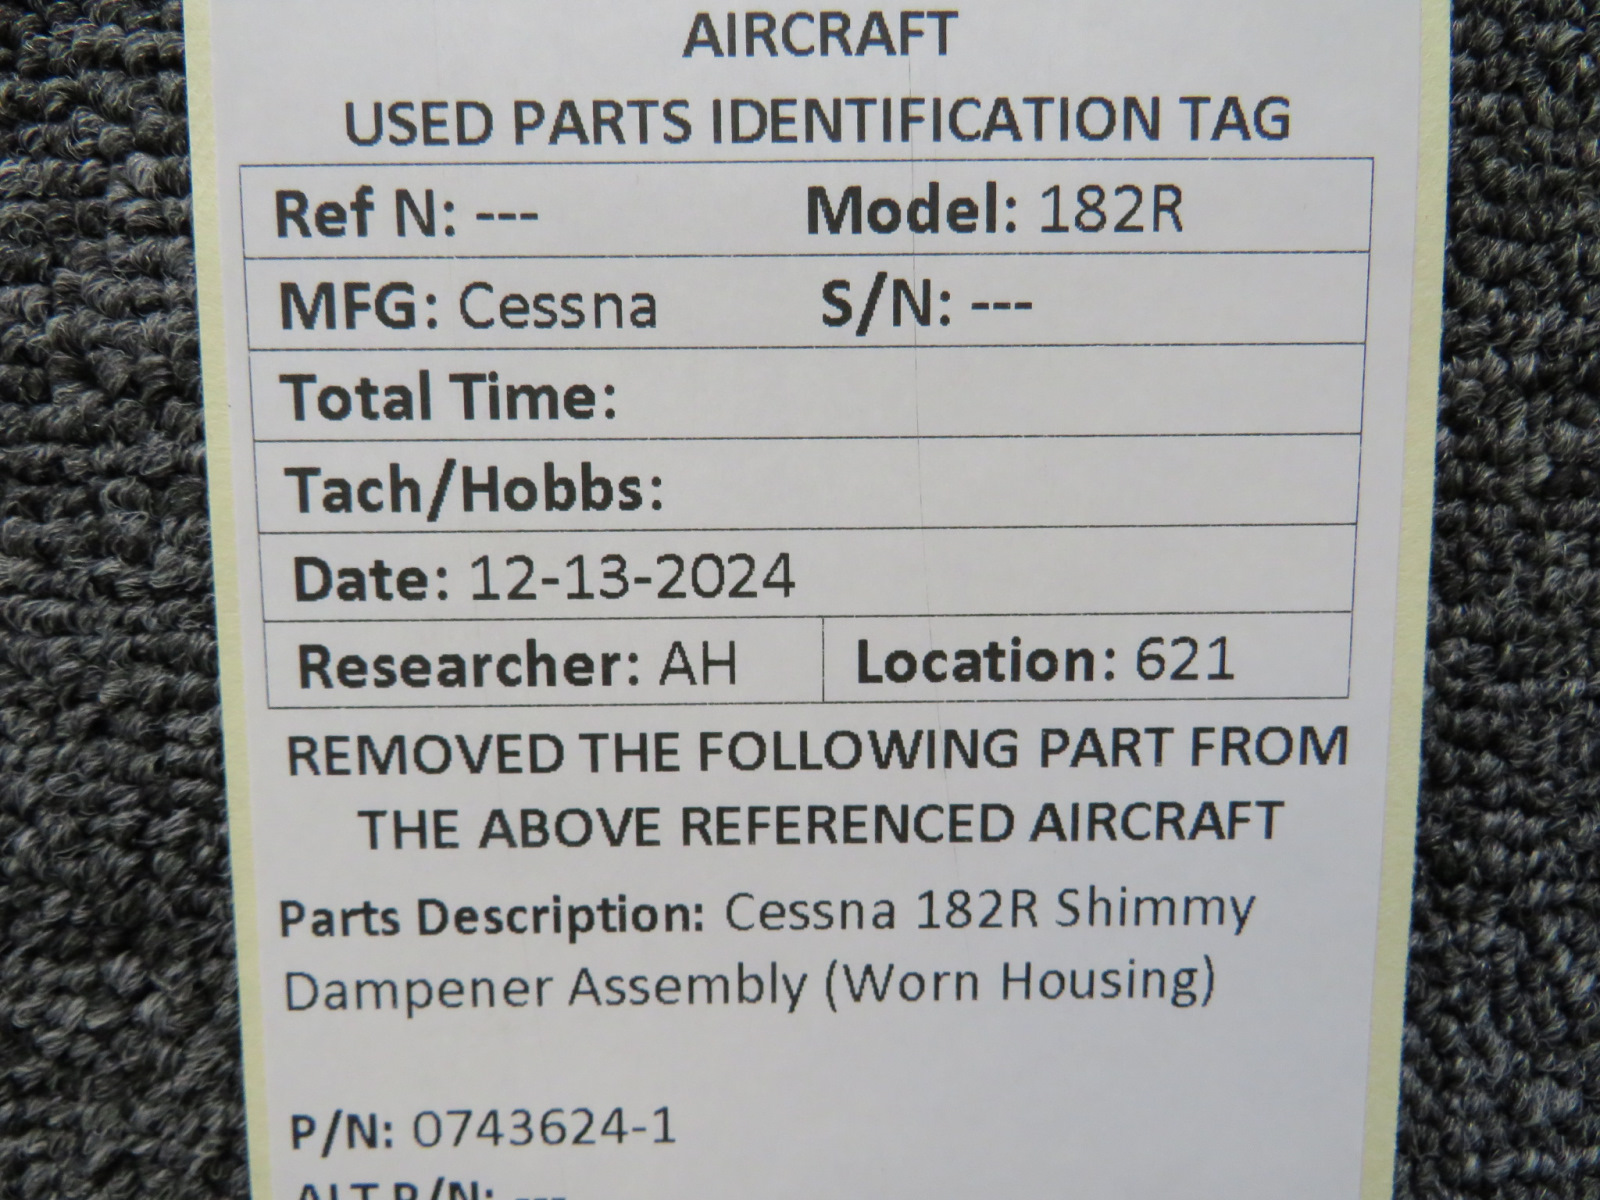 AIRCRAFT
USED PARTS IDENTIFICATION TAG
Ref N: --- Model: 182R
MFG: Cessna S/N: ---
Total Time:
Tach/Hobbs:
Date: 12-13-2024
Researcher: AH Location: 621
REMOVED THE FOLLOWING PART FROM
THE ABOVE REFERENCED AIRCRAFT
Parts Description: Cessna 182R Shimmy
Dampener Assembly (Worn Housing)
P/N: 0743624-1
ALT P/N: ---